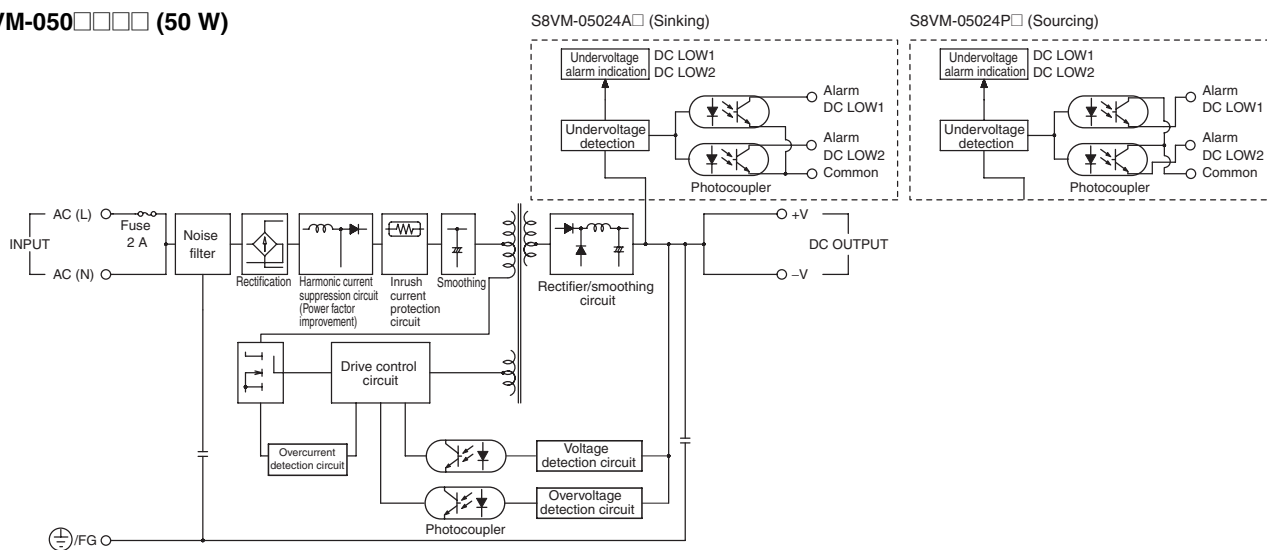 VM-050□□□□ (50 W)
S8VM-05024A□ (Sinking)
Undervoltage
alarm indication
DC LOW1
DC LOW2
Undervoltage
detection
Photocoupler
Alarm
DC LOW1
Alarm
DC LOW2
Common
S8VM-05024P□ (Sourcing)
Undervoltage
alarm indication
DC LOW1
DC LOW2
Undervoltage
detection
Photocoupler
Alarm
DC LOW1
Alarm
DC LOW2
Common
INPUT
AC (L)
AC (N)
Fuse
2 A
Noise
filter
Rectification
Harmonic current
suppression circuit
(Power factor
improvement)
Inrush
current
protection
circuit
Smoothing
Rectifier/smoothing
circuit
+V
DC OUTPUT
–V
Drive control
circuit
Overcurrent
detection circuit
Voltage
detection circuit
Overvoltage
detection circuit
Photocoupler
/FG